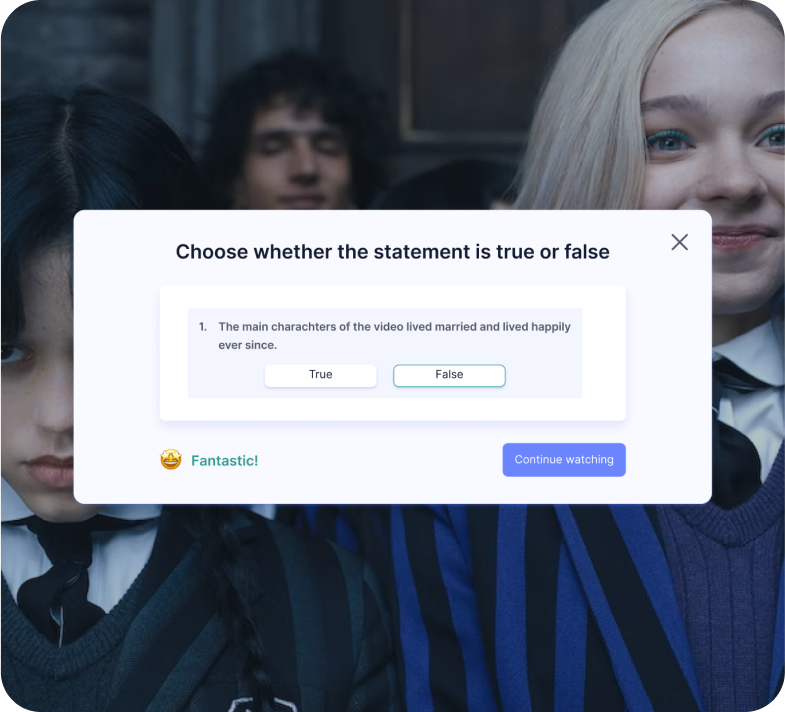 Choose whether the statement is true or false
1. The main charachters of the video lived married and lived happily
ever since.
True False
Fantastic! Continue watching